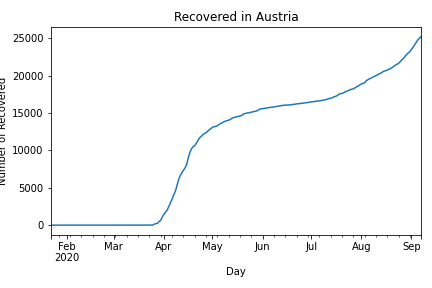 Recovered in Austria
Number of Recovered
25000
20000
15000
10000
5000
0
Feb Mar Apr May Jun Jul Aug Sep
2020
Day